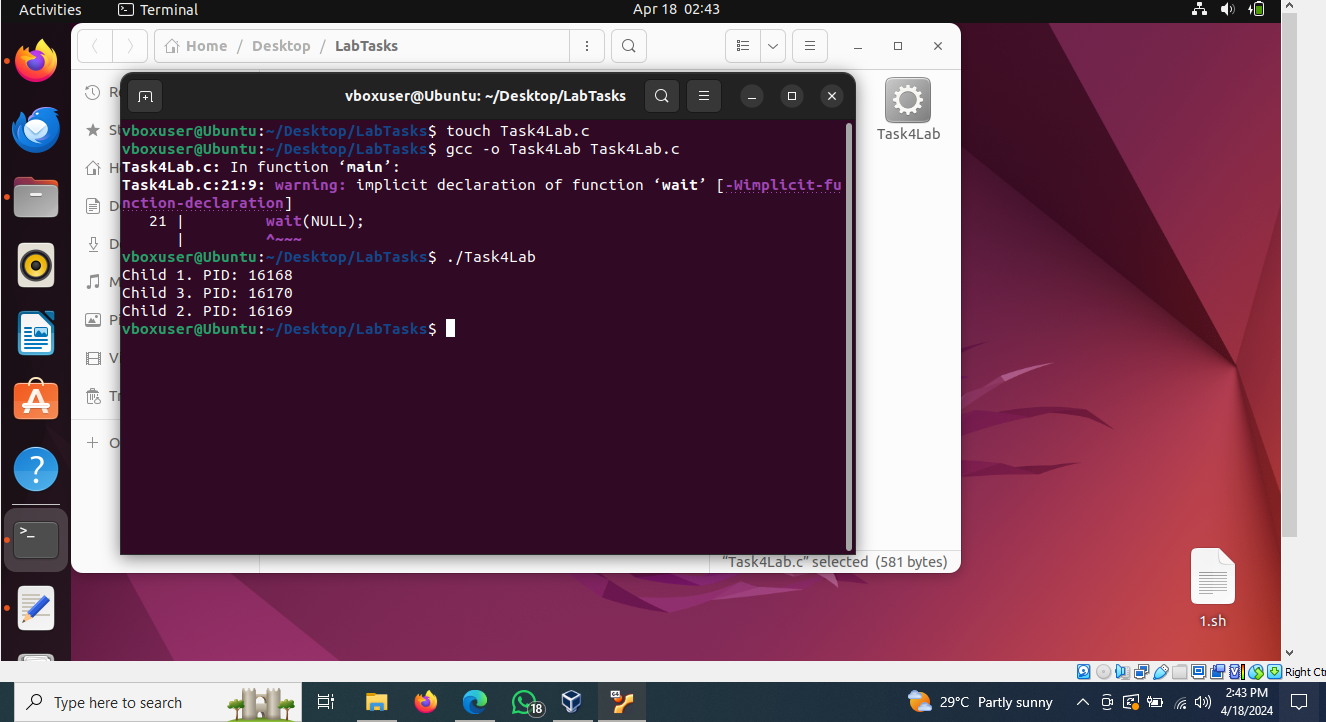 Activities
Terminal
Apr 18 02:43
Home / Desktop / LabTasks
vboxuser@Ubuntu: ~/Desktop/LabTasks
Task4Lab
vboxuser@Ubuntu:~/Desktop/LabTasks$ touch Task4Lab.c
vboxuser@Ubuntu:~/Desktop/LabTasks$ gcc -o Task4Lab Task4Lab.c
Task4Lab.c: In function ‘main’:
Task4Lab.c:21:9: warning: implicit declaration of function ‘wait’ [-Wimplicit-fu
nction-declaration]
21 | wait(NULL);
| ^~~~
vboxuser@Ubuntu:~/Desktop/LabTasks$ ./Task4Lab
Child 1. PID: 16168
Child 3. PID: 16170
Child 2. PID: 16169
vboxuser@Ubuntu:~/Desktop/LabTasks$
“Task4Lab.c” selected (581 bytes)
1.sh
Right Ct
Type here to search
18
29°C Partly sunny
2:43 PM
4/18/2024